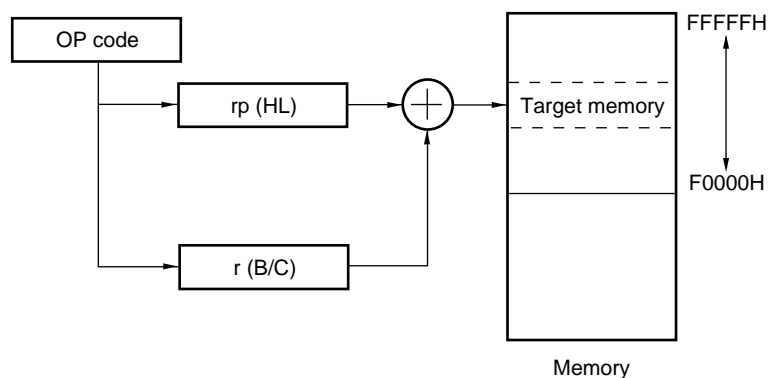 OP code
FFFFFH
rp (HL)
Target memory
F0000H
r (B/C)
Memory